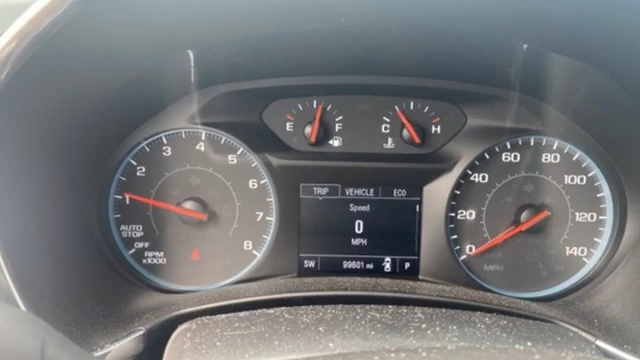 E F
C H
1 2 3 4 5 6 7 8
AUTO
STOP
OFF
RPM
x1000
TRIP VEHICLE ECO
Speed
0
MPH
SW 99601 mi P
0 20 40 60 80 100 120 140
MPH